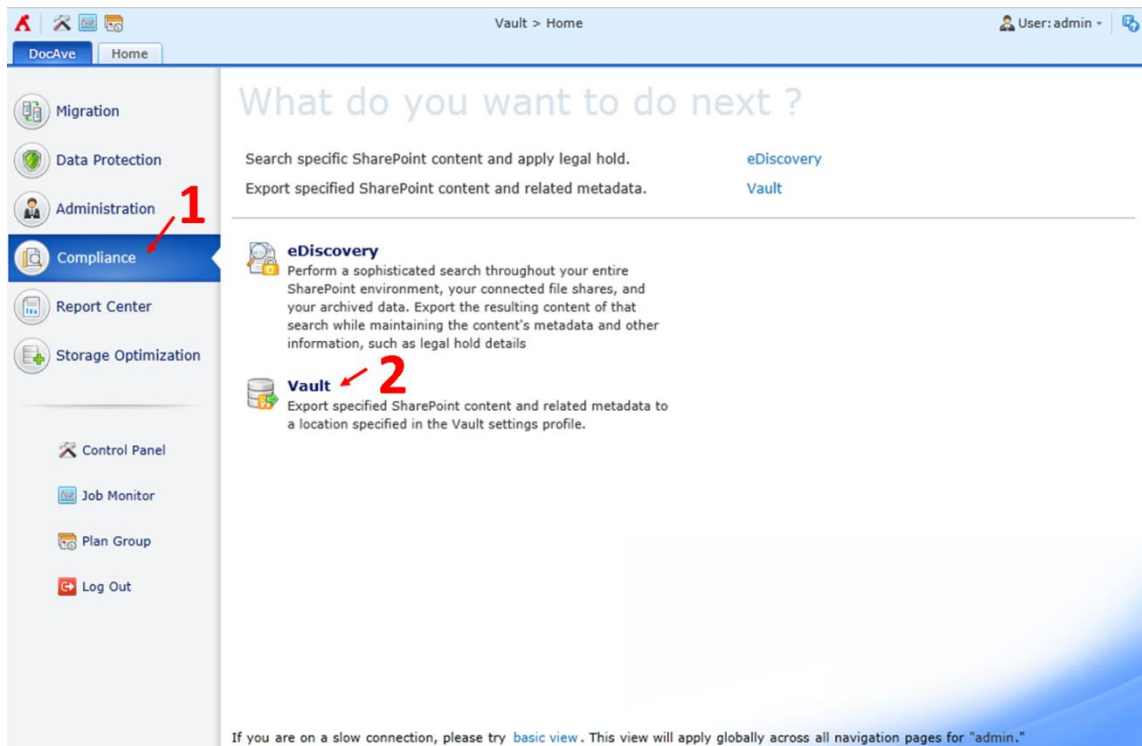 Vault > Home
User: admin
DocAve
Home
Migration
Data Protection
Administration
Compliance
Report Center
Storage Optimization
Control Panel
Job Monitor
Plan Group
Log Out
1
What do you want to do next ?
Search specific SharePoint content and apply legal hold. eDiscovery
Export specified SharePoint content and related metadata. Vault
eDiscovery
Perform a sophisticated search throughout your entire
SharePoint environment, your connected file shares, and
your archived data. Export the resulting content of that
search while maintaining the content's metadata and other
information, such as legal hold details
Vault
2
Export specified SharePoint content and related metadata to
a location specified in the Vault settings profile.
If you are on a slow connection, please try basic view. This view will apply globally across all navigation pages for "admin."